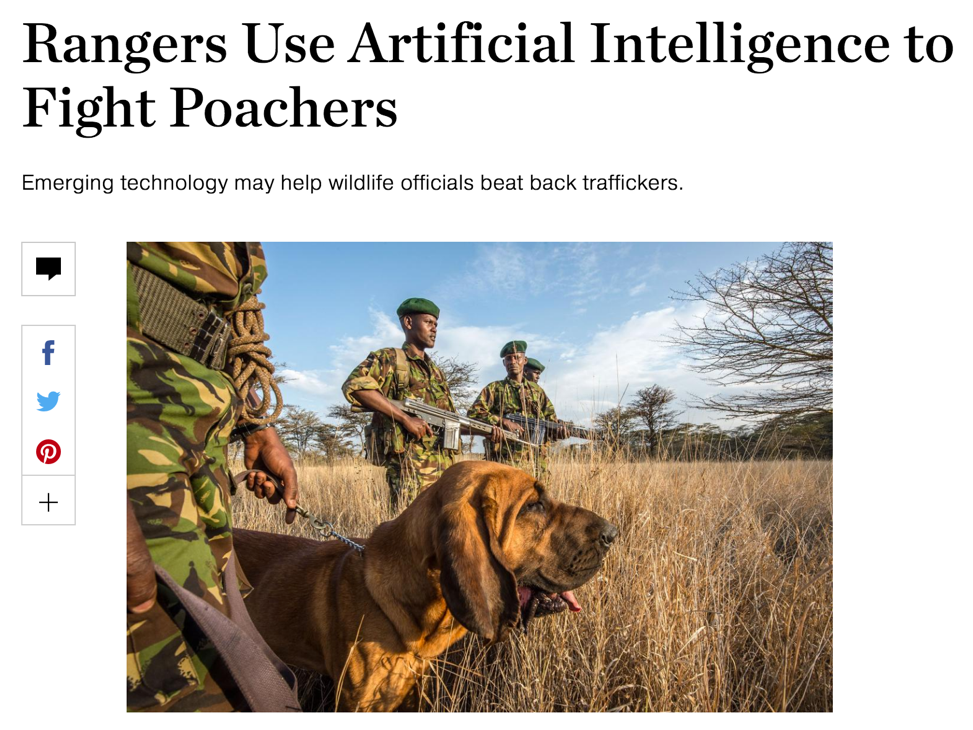 Rangers Use Artificial Intelligence to
Fight Poachers
Emerging technology may help wildlife officials beat back traffickers.